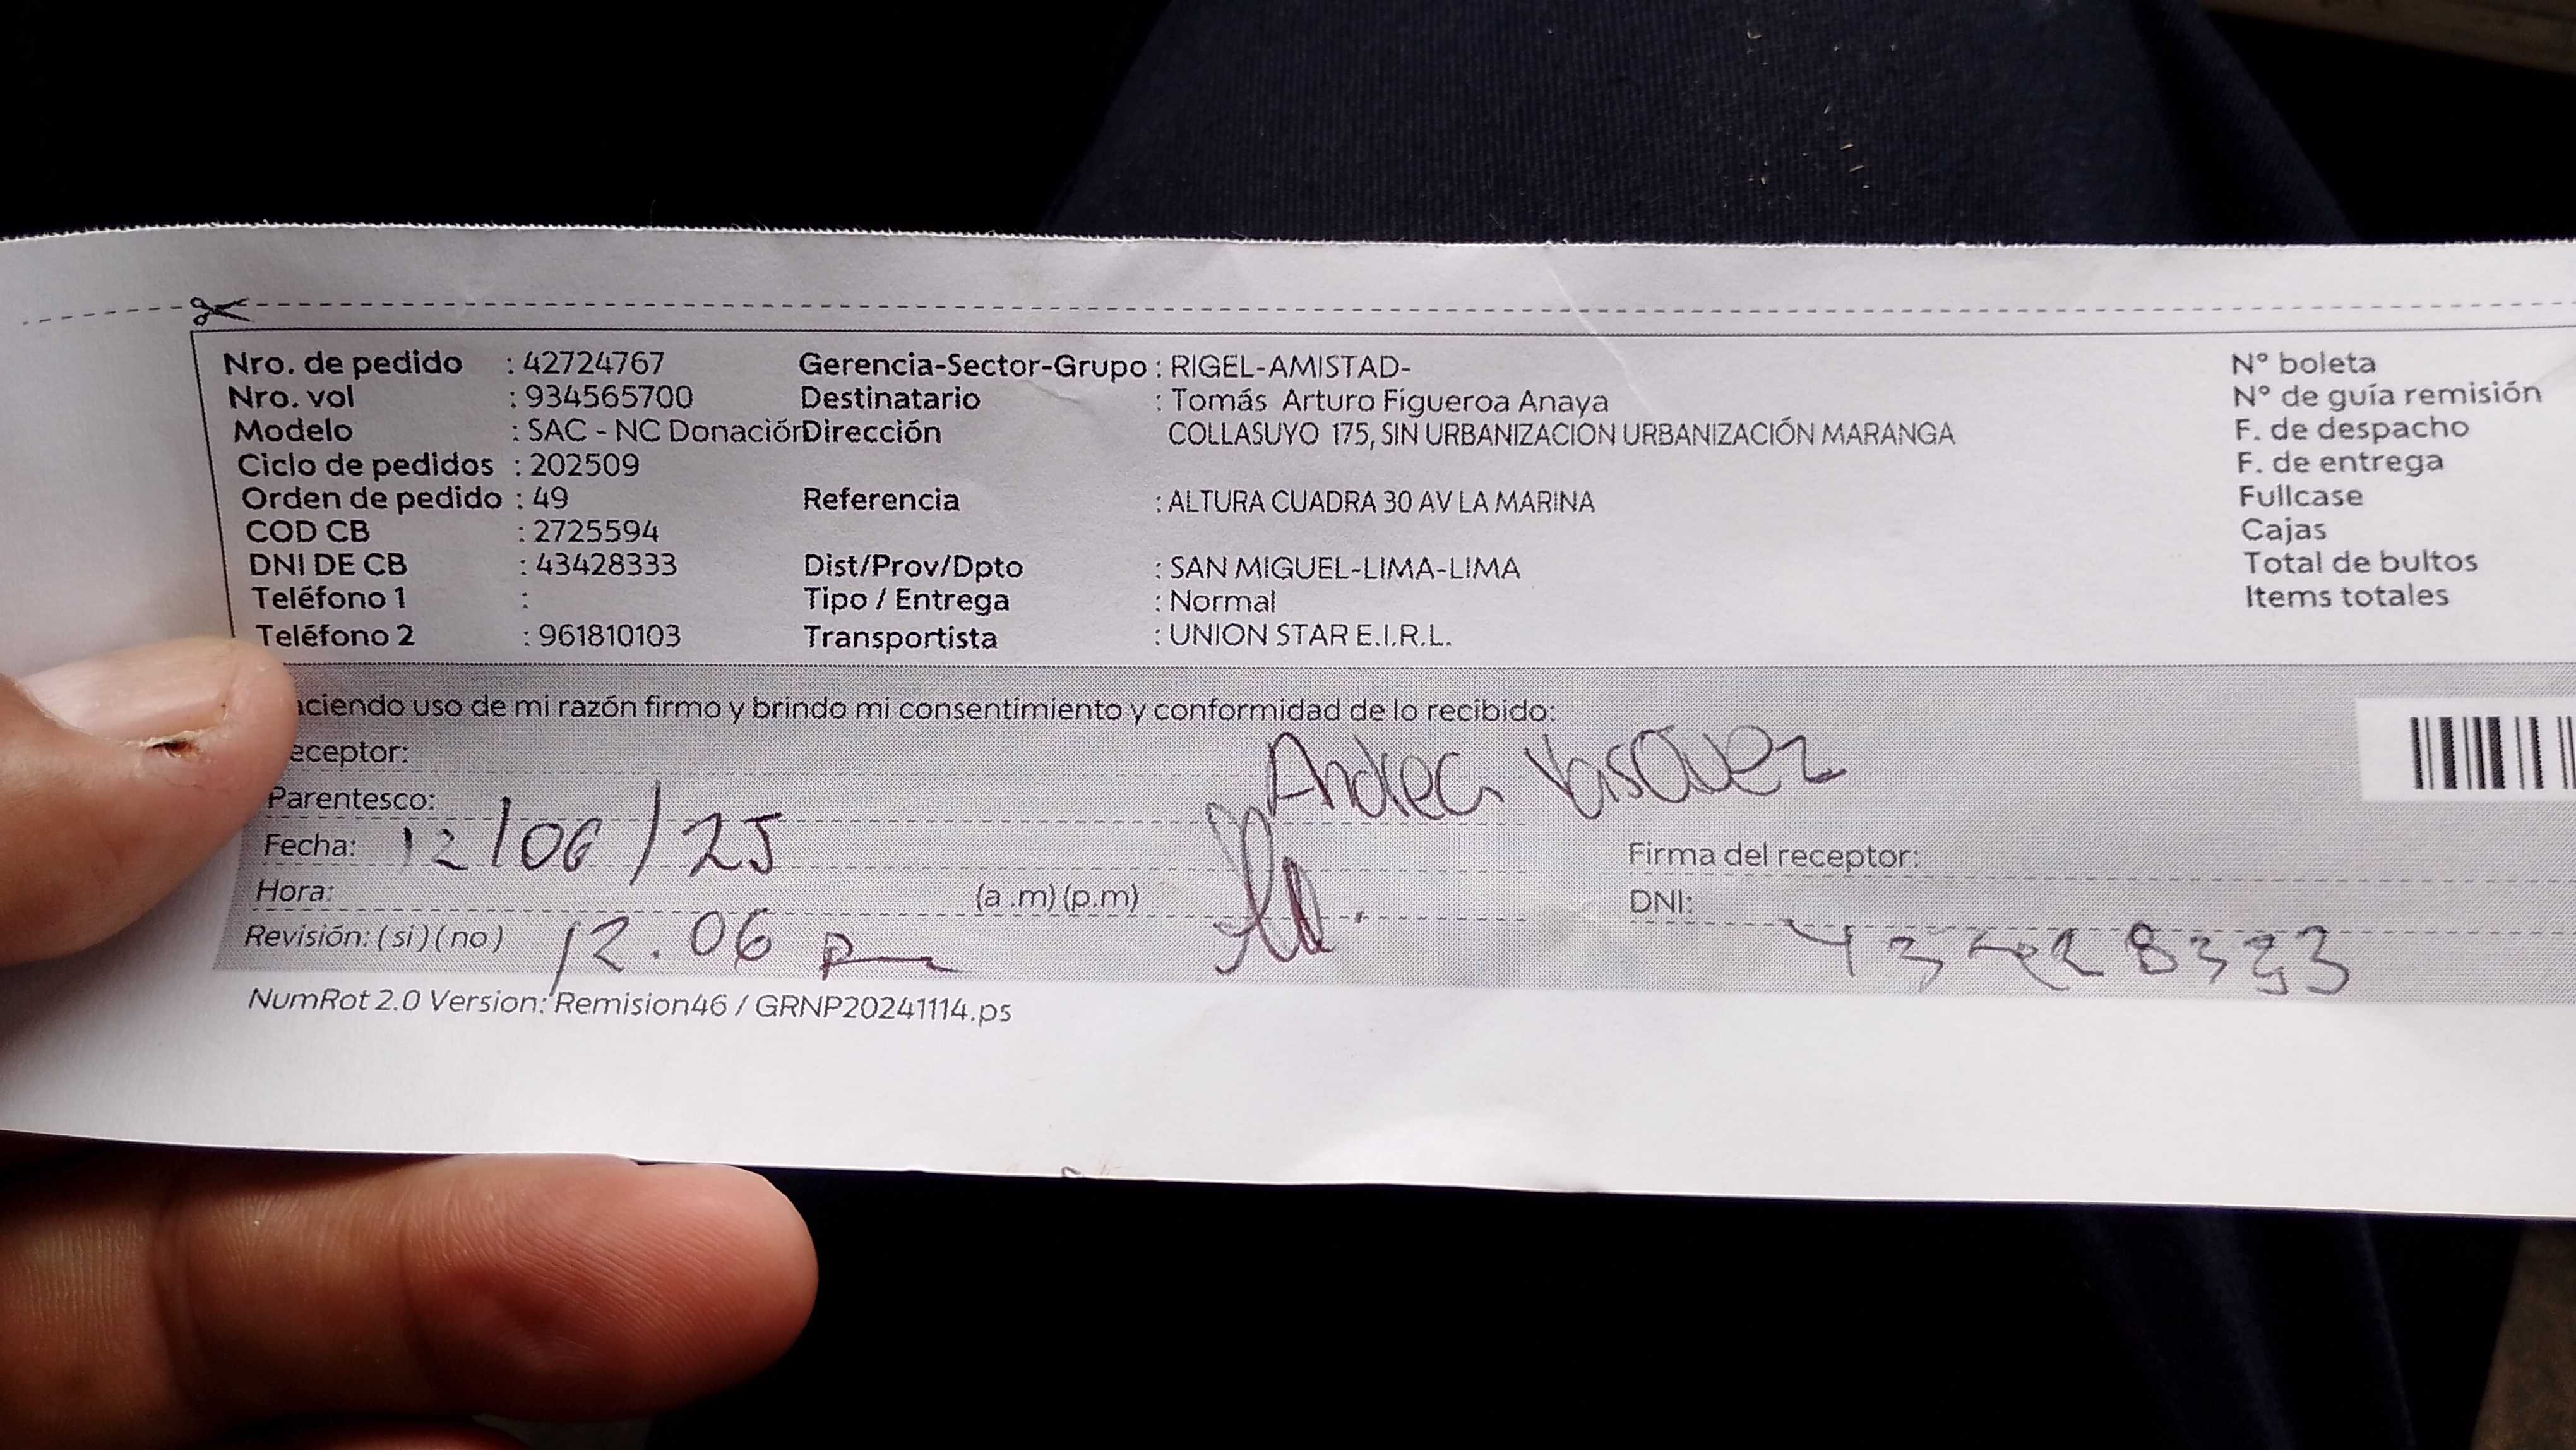 Nro. de pedido : 42724767 Gerencia-Sector-Grupo : RIGEL-AMISTAD- N° boleta
Nro. vol : 934565700 Destinatario : Tomás Arturo Figueroa Anaya N° de guía remisión
Modelo : SAC - NC Donación Dirección COLLASUYO 175, SIN URBANIZACION URBANIZACIÓN MARANGA F. de despacho
Ciclo de pedidos : 202509 F. de entrega
Orden de pedido : 49 Referencia : ALTURA CUADRA 30 AV LA MARINA Fullcase
COD CB : 2725594 Cajas
DNI DE CB : 43428333 Dist/Prov/Dpto : SAN MIGUEL-LIMA-LIMA Total de bultos
Teléfono 1 : Tipo / Entrega : Normal Items totales
Teléfono 2 : 961810103 Transportista : UNION STAR E.I.R.L.
aciendo uso de mi razón firmo y brindo mi consentimiento y conformidad de lo recibido:
eceptor: Andrea Vasquez
Parentesco:
Fecha: 12/06/25 Firma del receptor:
Hora: (a .m) (p.m) DNI:
Revisión: (si) (no) 12.06 43428333
NumRot 2.0 Version: Remision46 / GRNP20241114.ps